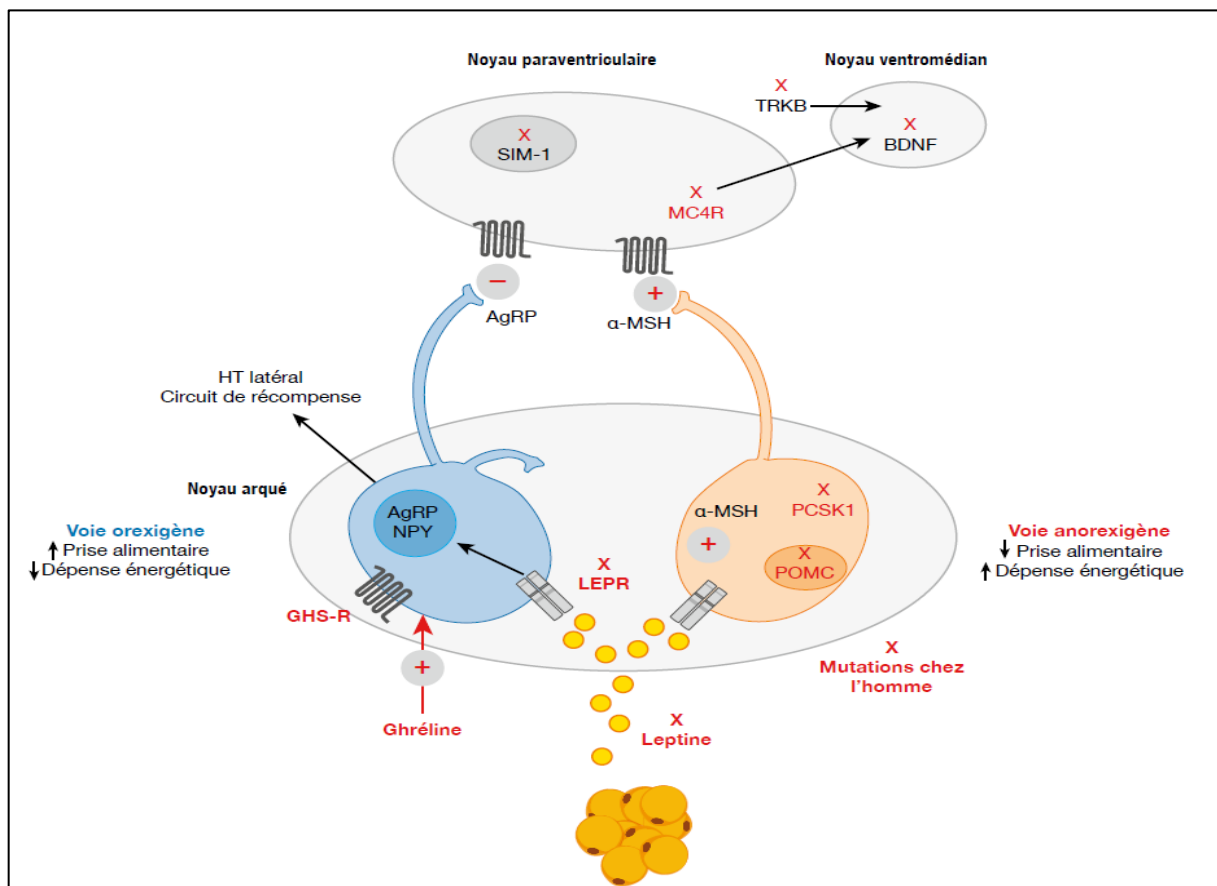 Noyau paraventriculaire
Noyau ventromédian
X
TRKB
X
BDNF
X
SIM-1
X
MC4R
−
AgRP
+
α-MSH
HT latéral
Circuit de récompense
Noyau arqué
Voie orexigène
↑ Prise alimentaire
↓ Dépense énergétique
AgRP
NPY
GHS-R
+
Ghréline
X
LEPR
α-MSH
+
X
PCSK1
X
POMC
Voie anorexigène
↓ Prise alimentaire
↑ Dépense énergétique
X
Mutations chez
l'homme
X
Leptine